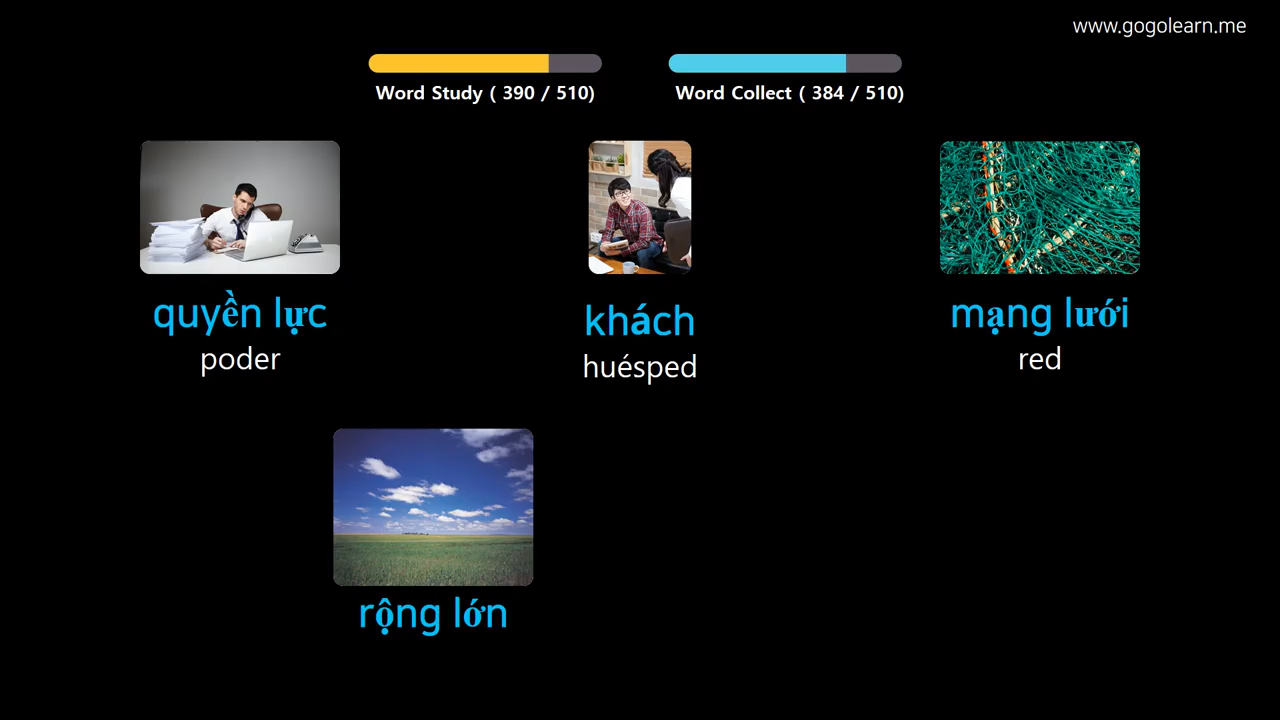 www.gogolearn.me
Word Study ( 390 / 510)
Word Collect ( 384 / 510)
quyền lực
poder
khách
huésped
mạng lưới
red
rộng lớn